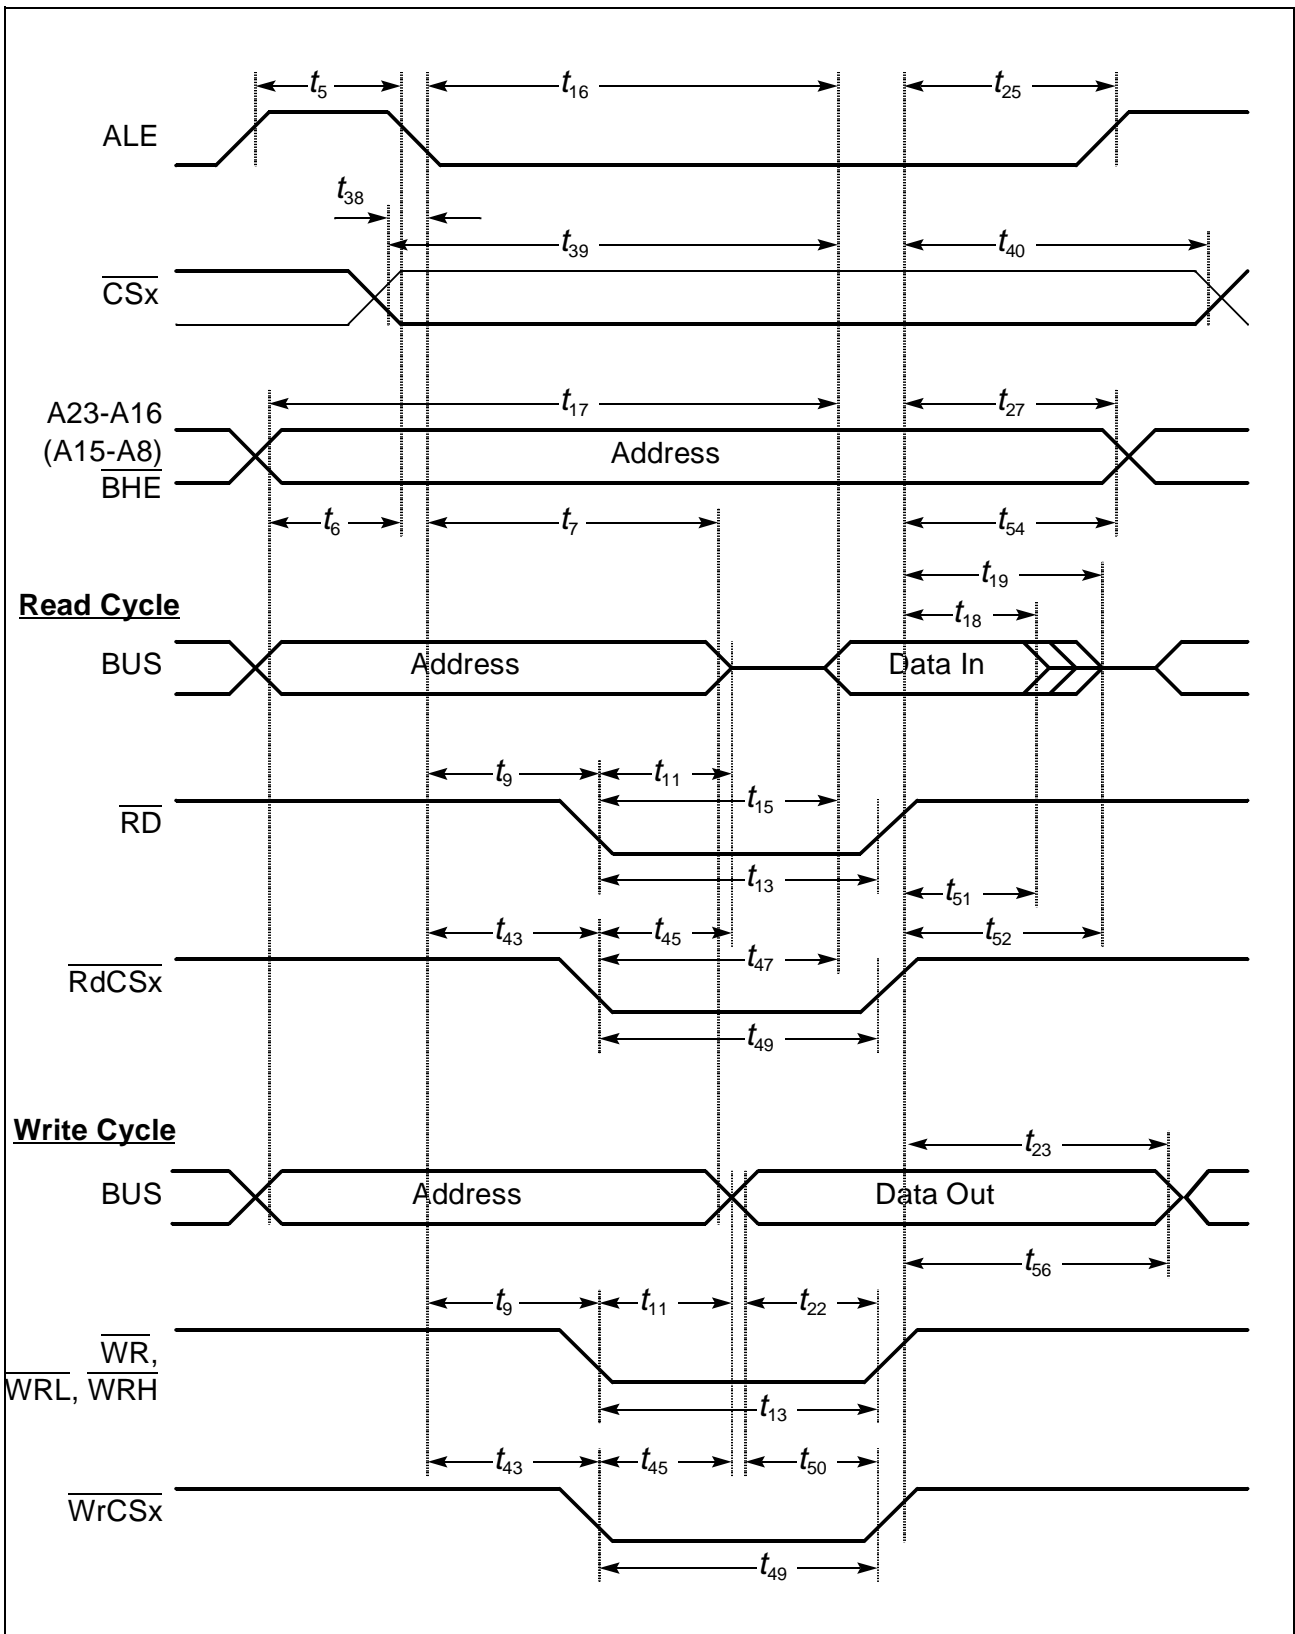 t5 t16 t25
ALE
t38
t39 t40
CSx
t17 t27
A23-A16
(A15-A8)
BHE
Address
t6 t7 t54
t19
Read Cycle
t18
BUS Address Data In
t9 t11
t15
RD
t13
t51
t43 t45 t52
t47
RdCSx
t49
Write Cycle
t23
BUS Address Data Out
t56
t9 t11 t22
WR,
WRL, WRH
t13
t43 t45 t50
WrCSx
t49